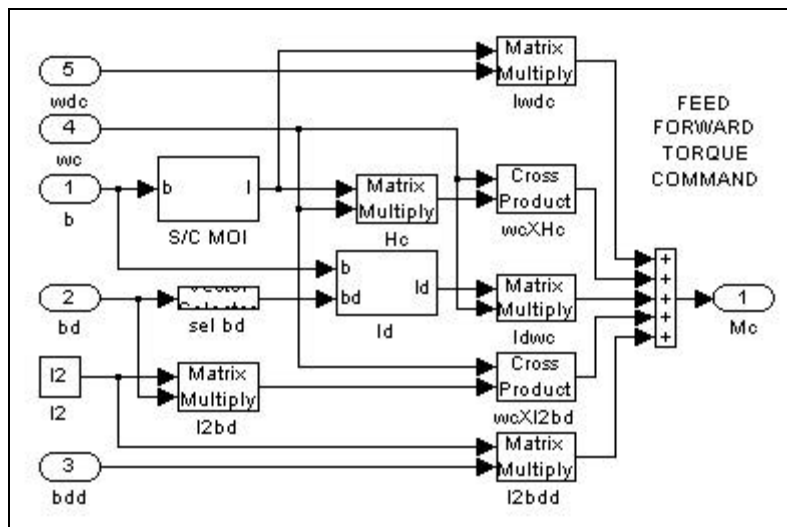 Matrix
Multiply
Iwdc
5
wdc
4
wc
1
b
b
I
S/C MOI
Matrix
Multiply
Hc
Cross
Product
wcXHc
FEED
FORWARD
TORQUE
COMMAND
b
bd
Id
Id
2
bd
sel bd
Matrix
Multiply
Idwc
+
+
+
+
+
1
Mc
I2
I2
Matrix
Multiply
I2bd
Cross
Product
wcXI2bd
3
bdd
Matrix
Multiply
I2bdd